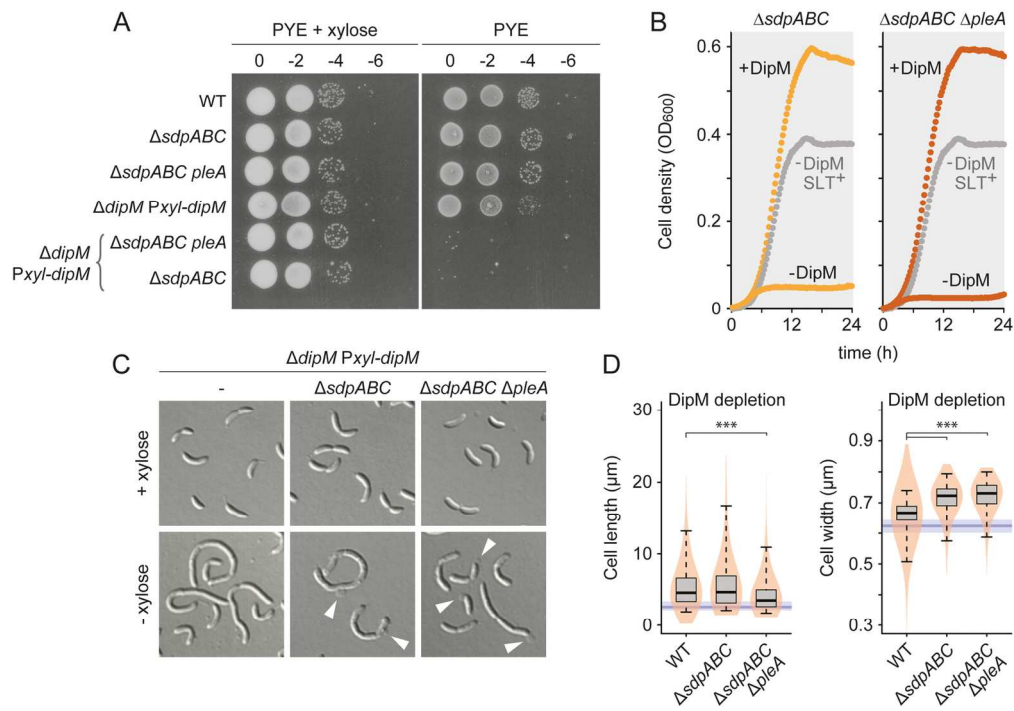 A
PYE + xylose
PYE
0 -2 -4 -6
0 -2 -4 -6
WT
ΔsdpABC
ΔsdpABC pleA
ΔdipM Pxyl-dipM
ΔdipM
Pxyl-dipM
ΔsdpABC pleA
ΔsdpABC
B
ΔsdpABC
ΔsdpABC ΔpleA
Cell density (OD600)
0.6
0.4
0.2
0
+DipM
-DipM
SLT+
-DipM
+DipM
-DipM
SLT+
-DipM
0 12 24
0 12 24
time (h)
C
ΔdipM Pxyl-dipM
-
ΔsdpABC
ΔsdpABC ΔpleA
+ xylose
- xylose
D
DipM depletion
Cell length (μm)
30
20
10
0
***
WT
ΔsdpABC
ΔsdpABC
ΔpleA
DipM depletion
Cell width (μm)
0.9
0.7
0.5
0.3
***
WT
ΔsdpABC
ΔsdpABC
ΔpleA